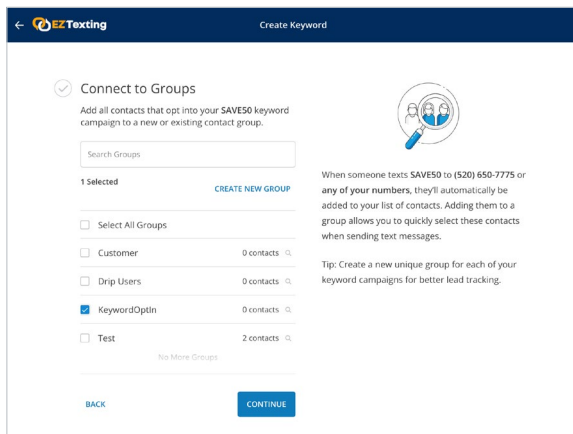 EZTexting
Create Keyword
Connect to Groups
Add all contacts that opt into your SAVE50 keyword
campaign to a new or existing contact group.
Search Groups
1 Selected
CREATE NEW GROUP
Select All Groups
Customer 0 contacts
Drip Users 0 contacts
KeywordOptIn 0 contacts
Test 2 contacts
No More Groups
BACK
CONTINUE
When someone texts SAVE50 to (520) 650-7775 or
any of your numbers, they'll automatically be
added to your list of contacts. Adding them to a
group allows you to quickly select these contacts
when sending text messages.
Tip: Create a new unique group for each of your
keyword campaigns for better lead tracking.